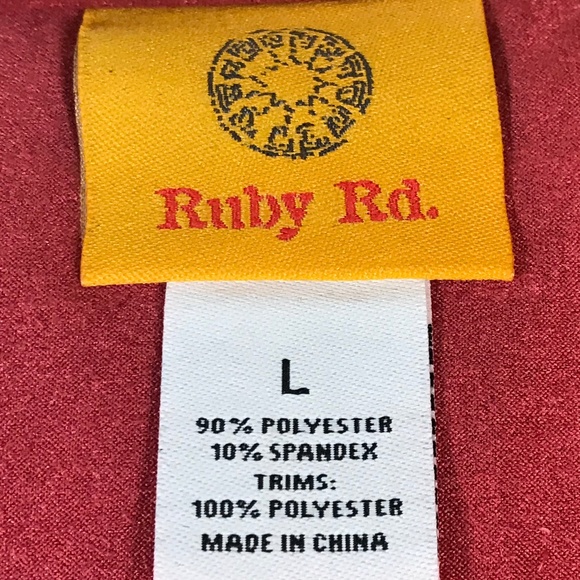 Ruby Rd.
L
90% POLYESTER
10% SPANDEX
TRIMS:
100% POLYESTER
MADE IN CHINA